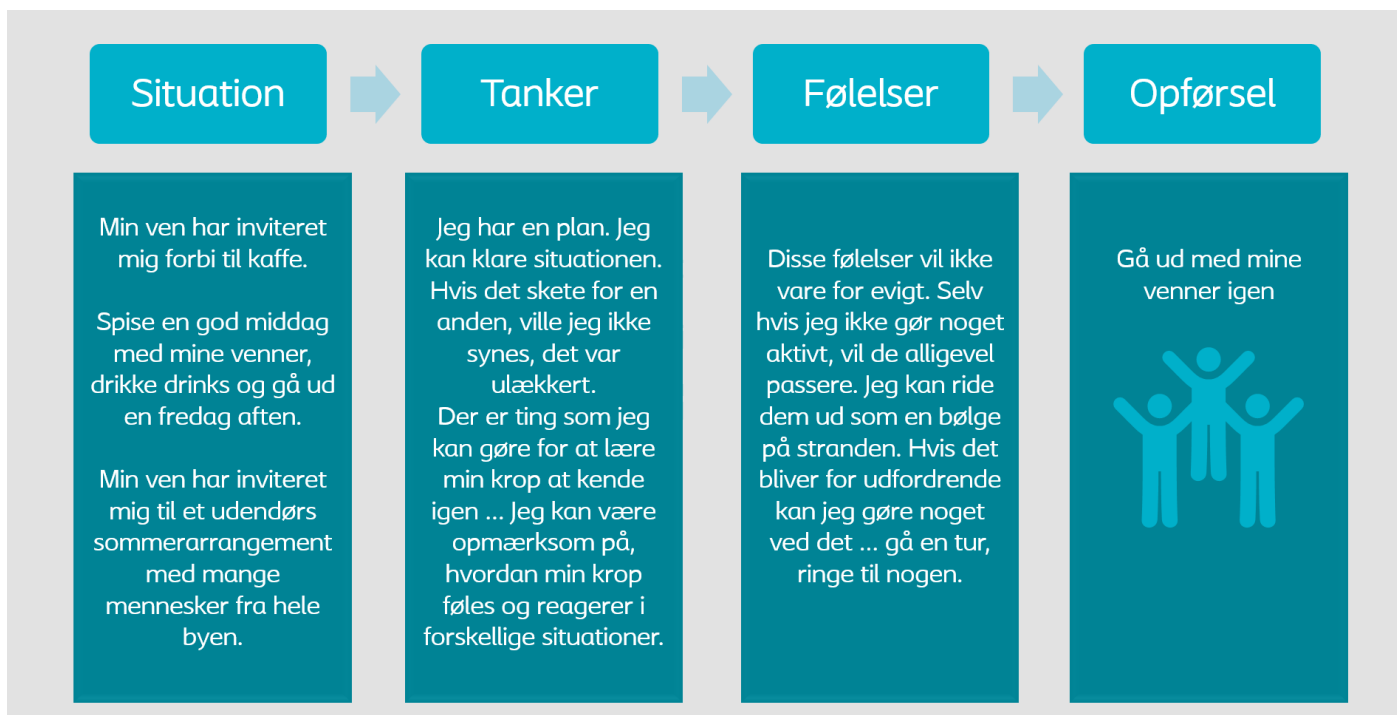 Situation
Tanker
Følelser
Opførsel
Min ven har inviteret
mig forbi til kaffe.
Spise en god middag
med mine venner,
drikke drinks og gå ud
en fredag aften.
Min ven har inviteret
mig til et udendørs
sommerarrangement
med mange
mennesker fra hele
byen.
Jeg har en plan. Jeg
kan klare situationen.
Hvis det skete for en
anden, ville jeg ikke
synes, det var
ulækkert.
Der er ting som jeg
kan gøre for at lære
min krop at kende
igen ... Jeg kan være
opmærksom på,
hvordan min krop
føles og reagerer i
forskellige situationer.
Disse følelser vil ikke
vare for evigt. Selv
hvis jeg ikke gør noget
aktivt, vil de alligevel
passere. Jeg kan ride
dem ud som en bølge
på stranden. Hvis det
bliver for udfordrende
kan jeg gøre noget
ved det ... gå en tur,
ringe til nogen.
Gå ud med mine
venner igen